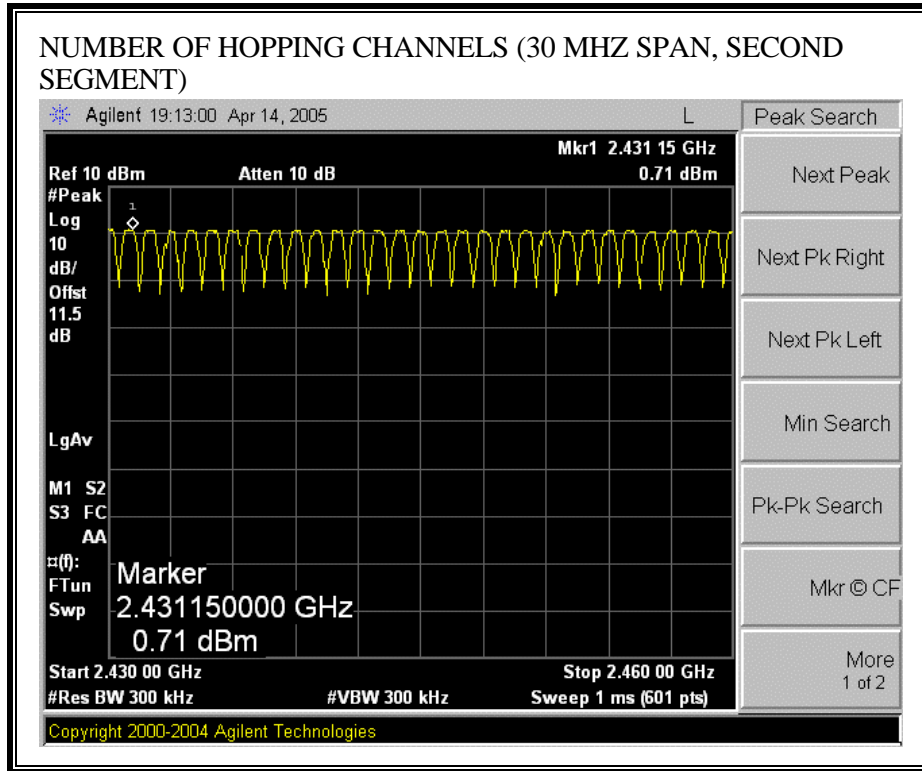 NUMBER OF HOPPING CHANNELS (30 MHZ SPAN, SECOND
SEGMENT)
Agilent 19:13:00 Apr 14, 2005 L
Peak Search
Mkr1 2.431 15 GHz
Ref 10 dBm Atten 10 dB 0.71 dBm
#Peak
Log
10
dB/
Offst
11.5
dB
1
LgAv
M1 S2
S3 FC
AA
¤(f):
FTun
Swp
Marker
2.431150000 GHz
0.71 dBm
Start 2.430 00 GHz Stop 2.460 00 GHz
#Res BW 300 kHz #VBW 300 kHz Sweep 1 ms (601 pts)
Copyright 2000-2004 Agilent Technologies
Next Peak
Next Pk Right
Next Pk Left
Min Search
Pk-Pk Search
Mkr © CF
More
1 of 2